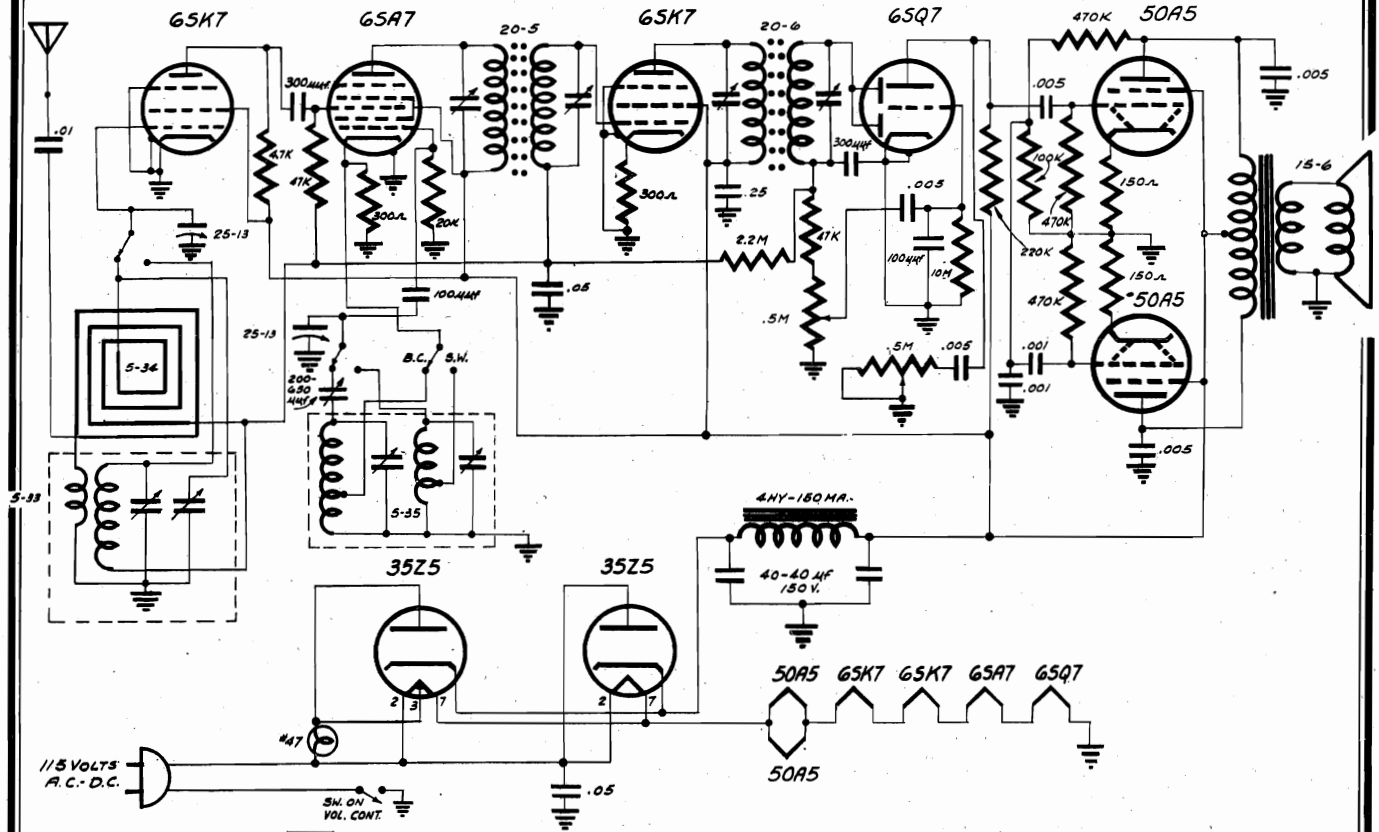 6SK7
6SA7
6SK7
6SQ7
50A5
20-5
20-6
470K
.005
.01
300µµf
4.7K
47K
300Ω
20K
300Ω
.25
300µµf
.005
.005
100K
150Ω
15-6
25-13
2.2M
47K
100µµf
10M
470K
220K
150Ω
470K
50A5
100µµf
.05
.5M
25-13
B.C.
S.W.
.5M
.005
.001
.001
5-34
200-
650
µµf
.005
5-33
5-35
4HY-150 MA.
40-40 µf
150 V.
35Z5
35Z5
2
3
7
2
7
50A5
6SK7
6SK7
6SA7
6SQ7
50A5
#47
115 VOLTS
A.C.-D.C.
SW. ON
VOL. CONT.
.05